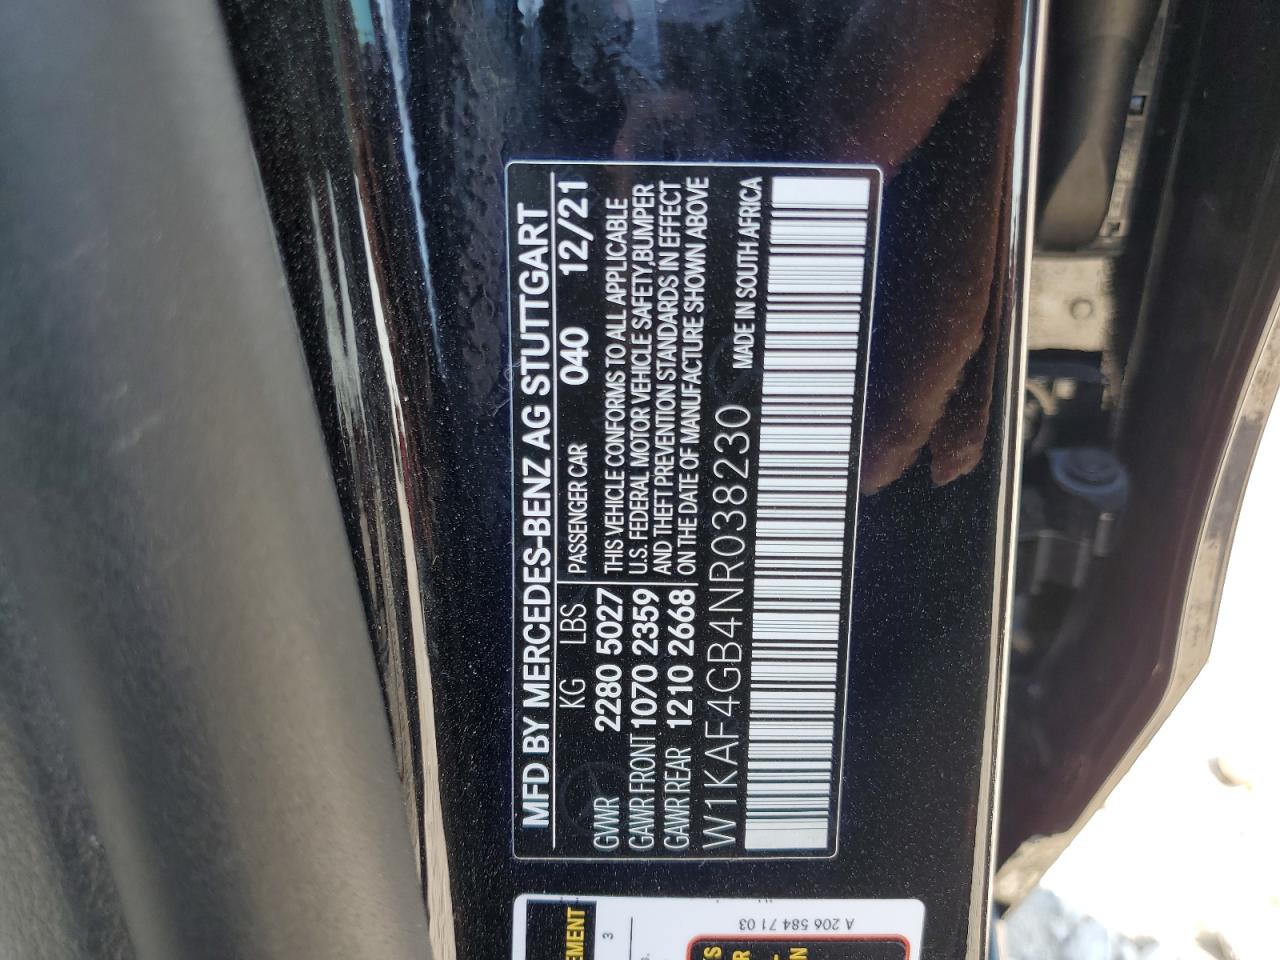 MFD BY MERCEDES-BENZ AG STUTTGART
KG LBS PASSENGER CAR 040 12/21
GVWR 2280 5027
GAWR FRONT 1070 2359
GAWR REAR 1210 2668
THIS VEHICLE CONFORMS TO ALL APPLICABLE
U.S. FEDERAL MOTOR VEHICLE SAFETY,BUMPER
AND THEFT PREVENTION STANDARDS IN EFFECT
ON THE DATE OF MANUFACTURE SHOWN ABOVE
W1KAF4GB4NR038230 MADE IN SOUTH AFRICA
A 206 584 71 03
3